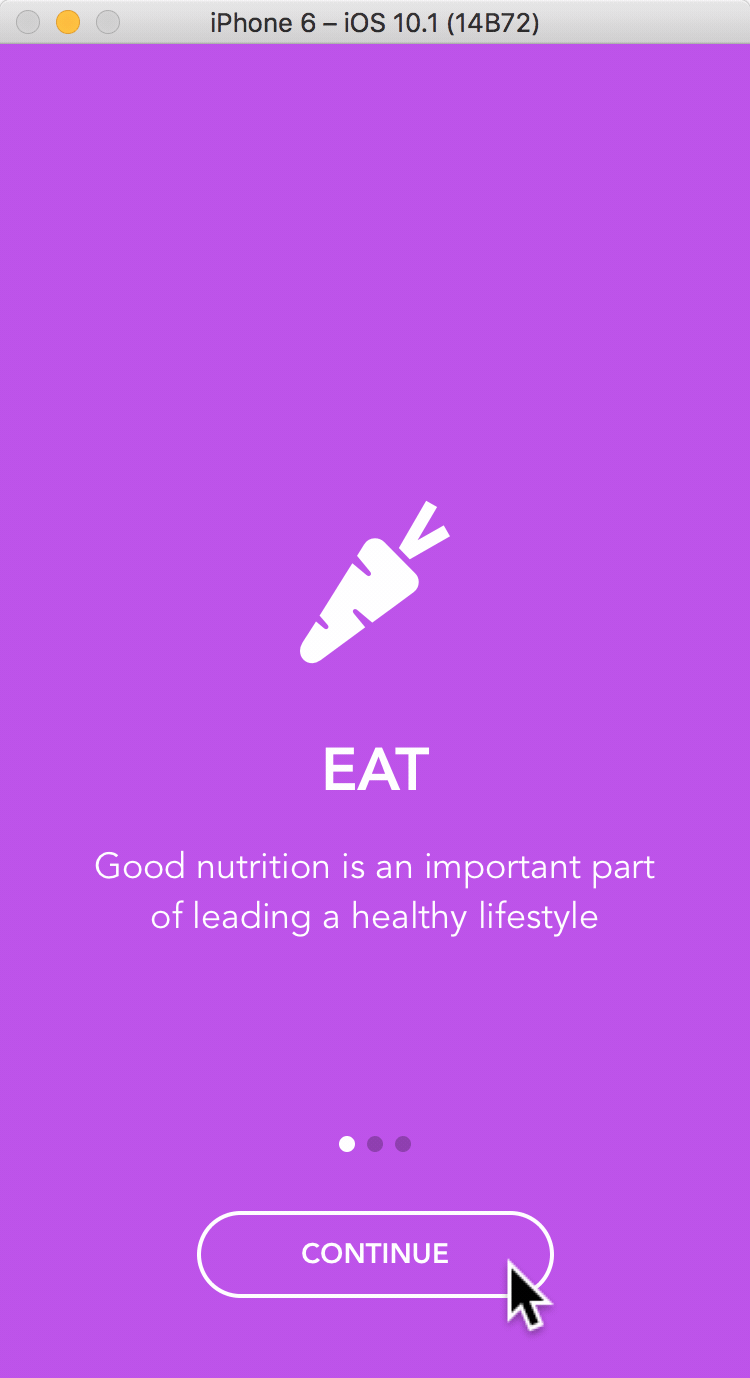 iPhone 6 – iOS 10.1 (14B72)
EAT
Good nutrition is an important part
of leading a healthy lifestyle
CONTINUE